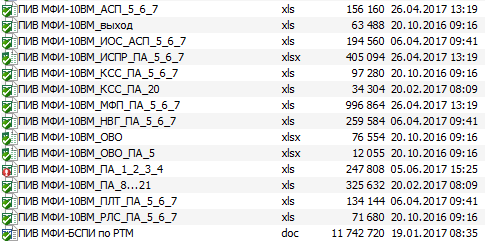 ПИВ МФИ-10ВМ_АСП_5_6_7 xls 156 160 26.04.2017 13:19
ПИВ МФИ-10ВМ_выход xls 63 488 20.10.2016 09:16
ПИВ МФИ-10ВМ_ИОС_АСП_5_6_7 xls 194 560 06.04.2017 09:41
ПИВ МФИ-10ВМ_ИСПР_ПА_5_6_7 xlsx 405 094 26.04.2017 13:19
ПИВ МФИ-10ВМ_КСС_ПА_5_6_7 xls 97 280 20.10.2016 09:16
ПИВ МФИ-10ВМ_КСС_ПА_20 xls 34 304 20.02.2017 08:09
ПИВ МФИ-10ВМ_МФП_ПА_5_6_7 xls 996 864 26.04.2017 13:19
ПИВ МФИ-10ВМ_НВГ_ПА_5_6_7 xls 259 584 06.04.2017 09:41
ПИВ МФИ-10ВМ_ОВО xlsx 76 554 20.10.2016 09:16
ПИВ МФИ-10ВМ_ОВО_ПА_5 xlsx 12 055 20.10.2016 09:16
ПИВ МФИ-10ВМ_ПА_1_2_3_4 xls 247 808 05.06.2017 15:25
ПИВ МФИ-10ВМ_ПА_8...21 xls 325 632 20.02.2017 08:09
ПИВ МФИ-10ВМ_ПЛТ_ПА_5_6_7 xls 134 144 06.04.2017 09:41
ПИВ МФИ-10ВМ_РЛС_ПА_5_6_7 xls 71 680 20.10.2016 09:16
ПИВ МФИ-БСПИ по РТМ doc 11 742 720 19.01.2017 08:35